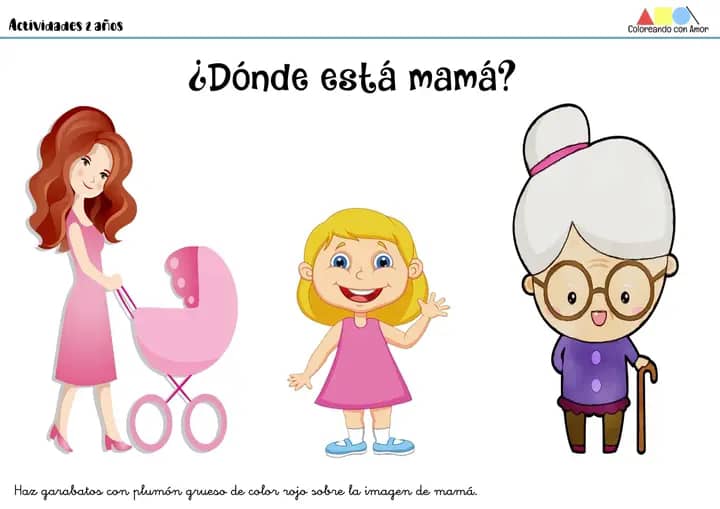 Actividades 2 años
Coloreando con Amor
¿Dónde está mamá?
Haz garabatos con plumón grueso de color rojo sobre la imagen de mamá.